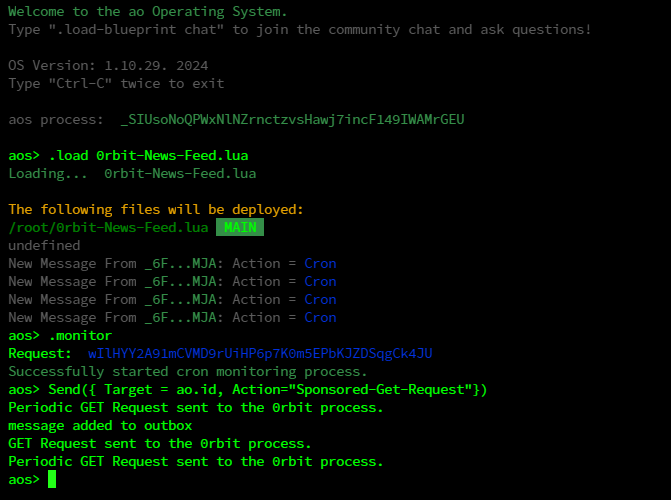 Welcome to the ao Operating System.
Type ".load-blueprint chat" to join the community chat and ask questions!
OS Version: 1.10.29. 2024
Type "Ctrl-C" twice to exit
aos process:  _SIUsoNoQPWxNlNZrnctzvsHawj7incF149IWAMrGEU
aos> .load 0rbit-News-Feed.lua
Loading...  0rbit-News-Feed.lua
The following files will be deployed:
/root/0rbit-News-Feed.lua  MAIN
undefined
New Message From _6F...MJA: Action = Cron
New Message From _6F...MJA: Action = Cron
New Message From _6F...MJA: Action = Cron
New Message From _6F...MJA: Action = Cron
aos> .monitor
Request:  wIlHYY2A91mCVMD9rUiHP6p7K0m5EPbKJZDSqgCk4JU
Successfully started cron monitoring process.
aos> Send({ Target = ao.id, Action="Sponsored-Get-Request"})
Periodic GET Request sent to the 0rbit process.
message added to outbox
GET Request sent to the 0rbit process.
Periodic GET Request sent to the 0rbit process.
aos>